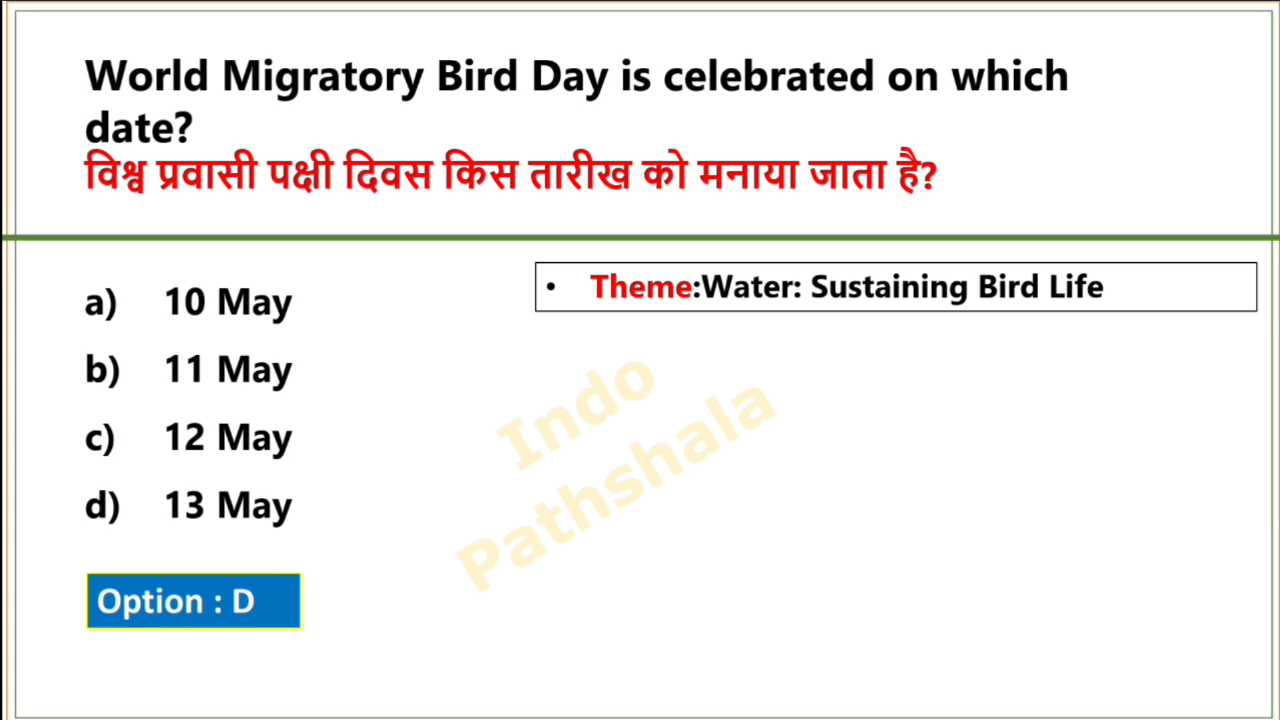 World Migratory Bird Day is celebrated on which
date?
विश्व प्रवासी पक्षी दिवस किस तारीख को मनाया जाता है?
• Theme:Water: Sustaining Bird Life
a) 10 May
b) 11 May
c) 12 May
d) 13 May
Indo
Pathshala
Option : D